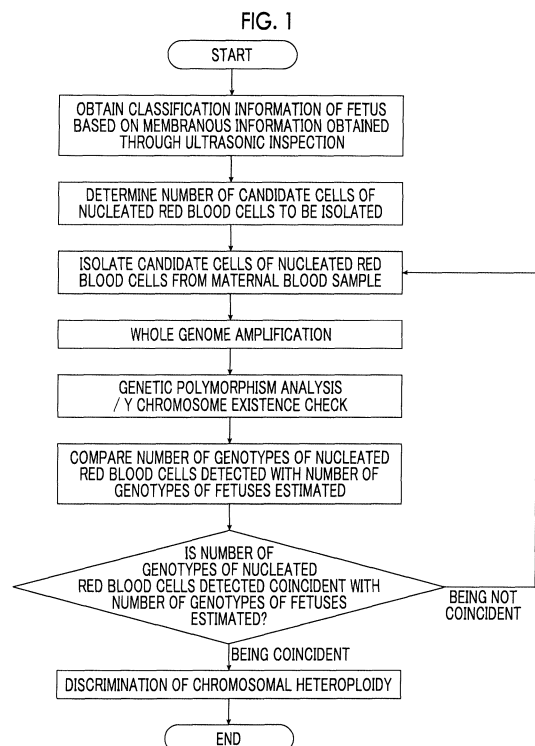 FIG. 1
START
OBTAIN CLASSIFICATION INFORMATION OF FETUS
BASED ON MEMBRANOUS INFORMATION OBTAINED
THROUGH ULTRASONIC INSPECTION
DETERMINE NUMBER OF CANDIDATE CELLS OF
NUCLEATED RED BLOOD CELLS TO BE ISOLATED
ISOLATE CANDIDATE CELLS OF NUCLEATED RED
BLOOD CELLS FROM MATERNAL BLOOD SAMPLE
WHOLE GENOME AMPLIFICATION
GENETIC POLYMORPHISM ANALYSIS
/ Y CHROMOSOME EXISTENCE CHECK
COMPARE NUMBER OF GENOTYPES OF NUCLEATED
RED BLOOD CELLS DETECTED WITH NUMBER OF
GENOTYPES OF FETUSES ESTIMATED
IS NUMBER OF
GENOTYPES OF NUCLEATED
RED BLOOD CELLS DETECTED COINCIDENT WITH
NUMBER OF GENOTYPES OF FETUSES
ESTIMATED?
BEING NOT
COINCIDENT
BEING COINCIDENT
DISCRIMINATION OF CHROMOSOMAL HETEROPLOIDY
END